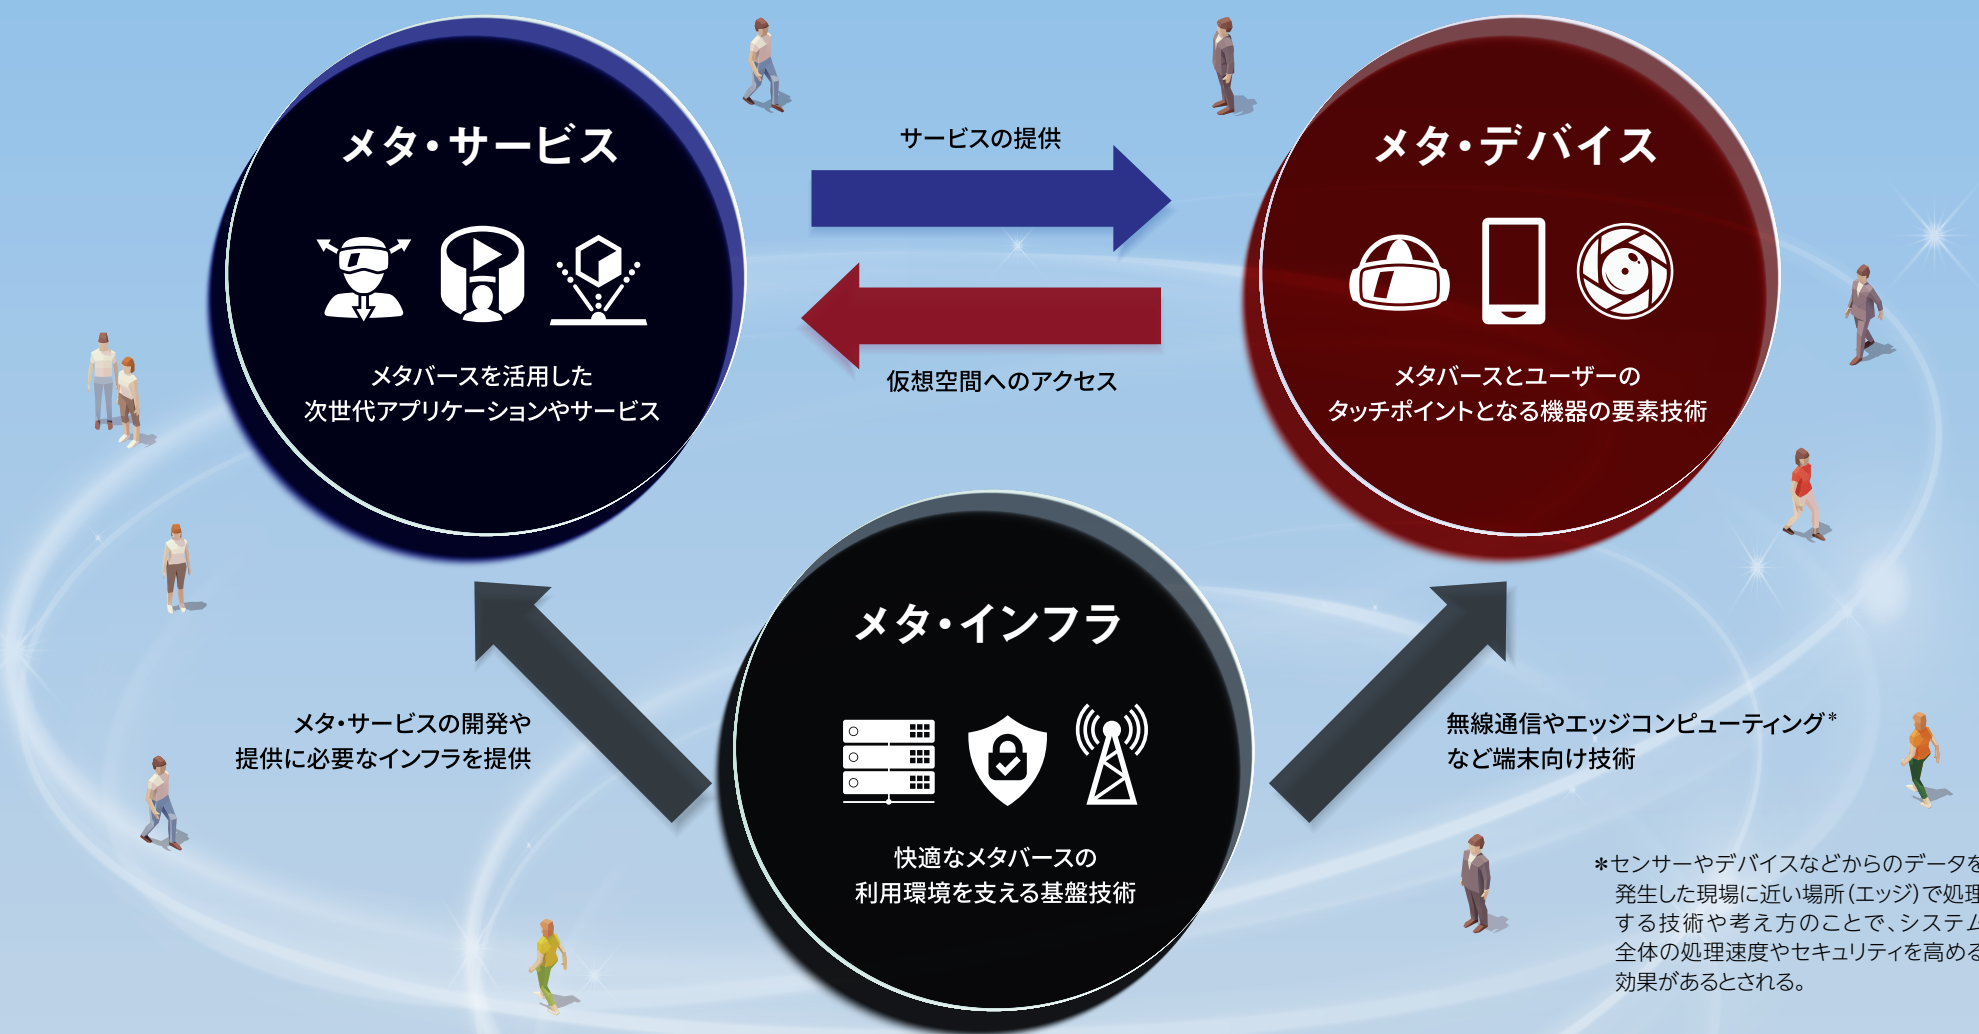 メタ・サービス
メタバースを活用した
次世代アプリケーションやサービス
サービスの提供
仮想空間へのアクセス
メタ・デバイス
メタバースとユーザーの
タッチポイントとなる機器の要素技術
メタ・インフラ
快適なメタバースの
利用環境を支える基盤技術
メタ・サービスの開発や
提供に必要なインフラを提供
無線通信やエッジコンピューティング*
など端末向け技術
*センサーやデバイスなどからのデータを
発生した現場に近い場所(エッジ)で処理
する技術や考え方のことで、システム
全体の処理速度やセキュリティを高める
効果があるとされる。